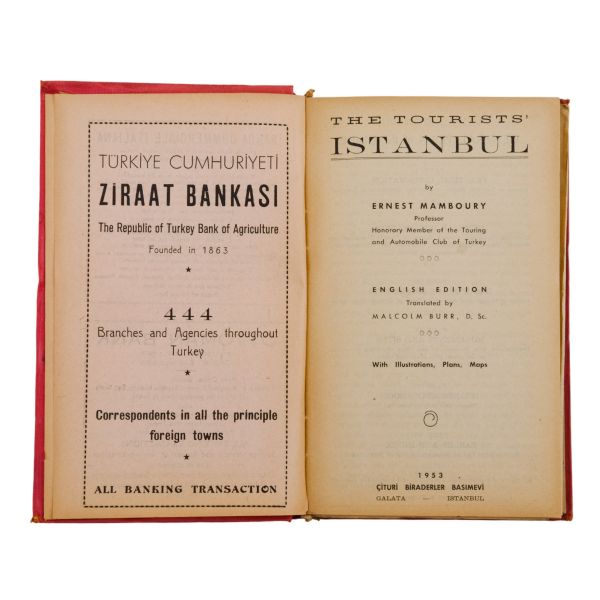 TÜRKİYE CUMHURİYETİ
ZİRAAT BANKASI
The Republic of Turkey Bank of Agriculture
Founded in 1863
★
444
Branches and Agencies throughout
Turkey
★
Correspondents in all the principle
foreign towns
★
ALL BANKING TRANSACTION
THE TOURISTS'
ISTANBUL
by
ERNEST MAMBOURY
Professor
Honorary Member of the Touring
and Automobile Club of Turkey
ENGLISH EDITION
Translated by
MALCOLM BURR, D. Sc.
With Illustrations, Plans, Maps
1953
ÇİTURİ BİRADERLER BASIMEVİ
GALATA — ISTANBUL